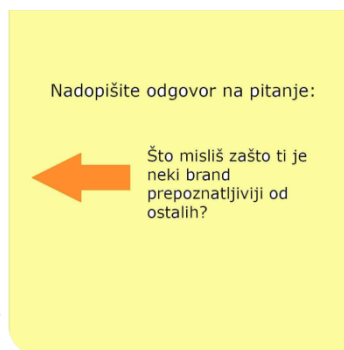 Nadopišite odgovor na pitanje:
Što misliš zašto ti je
neki brand
prepoznatljiviji od
ostalih?